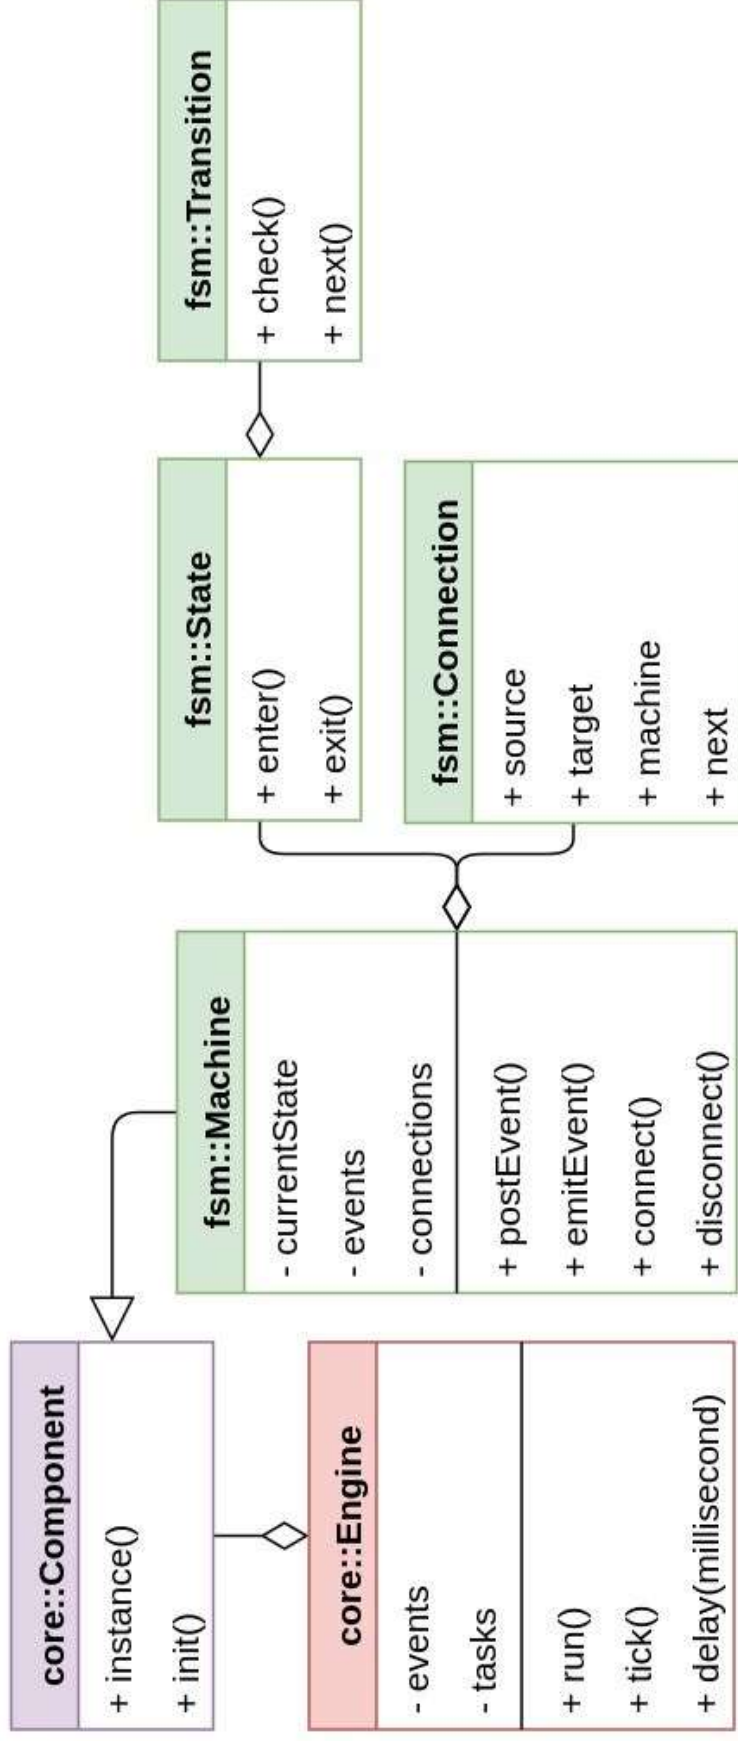 core::Component
+ instance()
+ init()
core::Engine
- events
- tasks
+ run()
+ tick()
+ delay(millisecond)
fsm::Machine
- currentState
- events
- connections
+ postEvent()
+ emitEvent()
+ connect()
+ disconnect()
fsm::State
+ enter()
+ exit()
fsm::Connection
+ source
+ target
+ machine
+ next
fsm::Transition
+ check()
+ next()